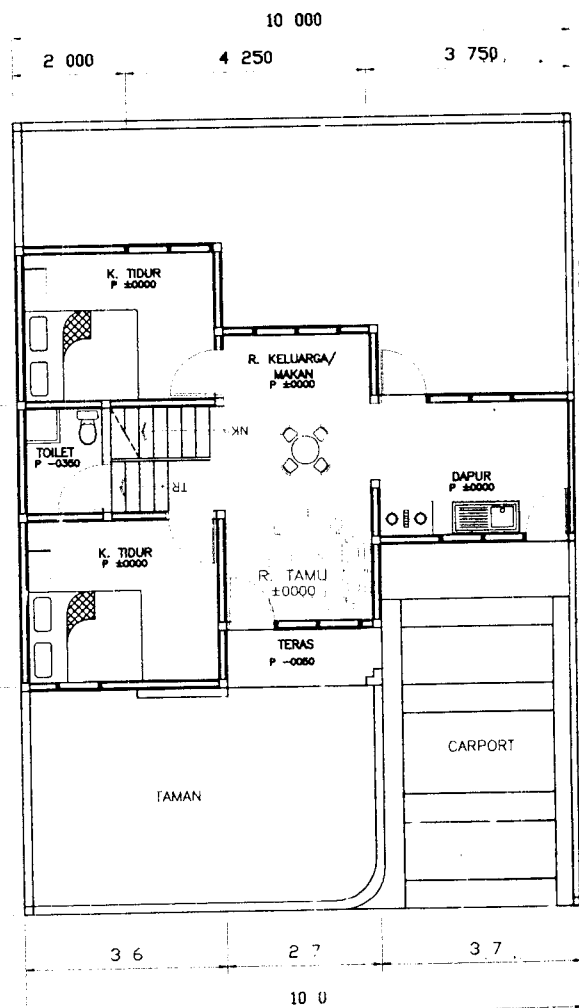 10 000
2 000 4 250 3 750
K. TIDUR
P ±0000
R. KELUARGA/
MAKAN
P ±0000
NK
TOILET
P -0350
TR
DAPUR
P ±0000
K. TIDUR
P ±0000
R. TAMU
±0000
TERAS
P -0050
CARPORT
TAMAN
3 6 2 7 3 7
10 0